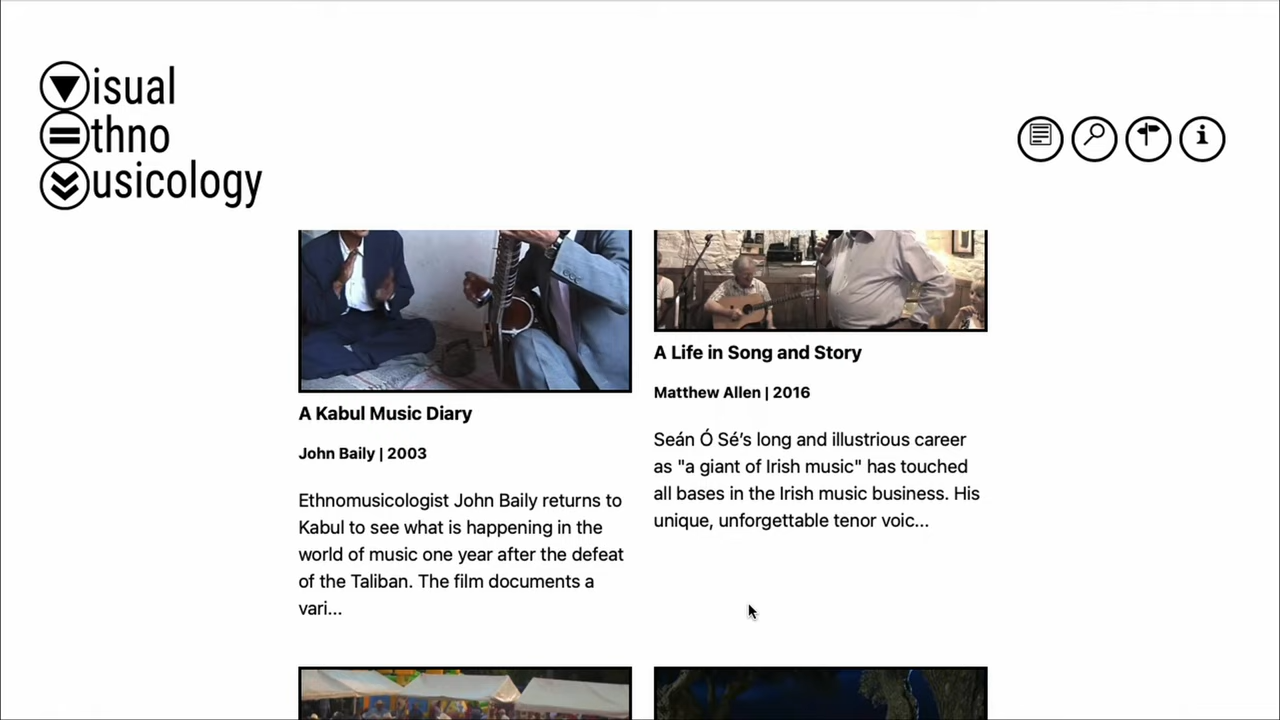 isual
thno
usicology
A Kabul Music Diary
John Baily | 2003
Ethnomusicologist John Baily returns to
Kabul to see what is happening in the
world of music one year after the defeat
of the Taliban. The film documents a
vari...
A Life in Song and Story
Matthew Allen | 2016
Seán Ó Sé’s long and illustrious career
as "a giant of Irish music" has touched
all bases in the Irish music business. His
unique, unforgettable tenor voic...